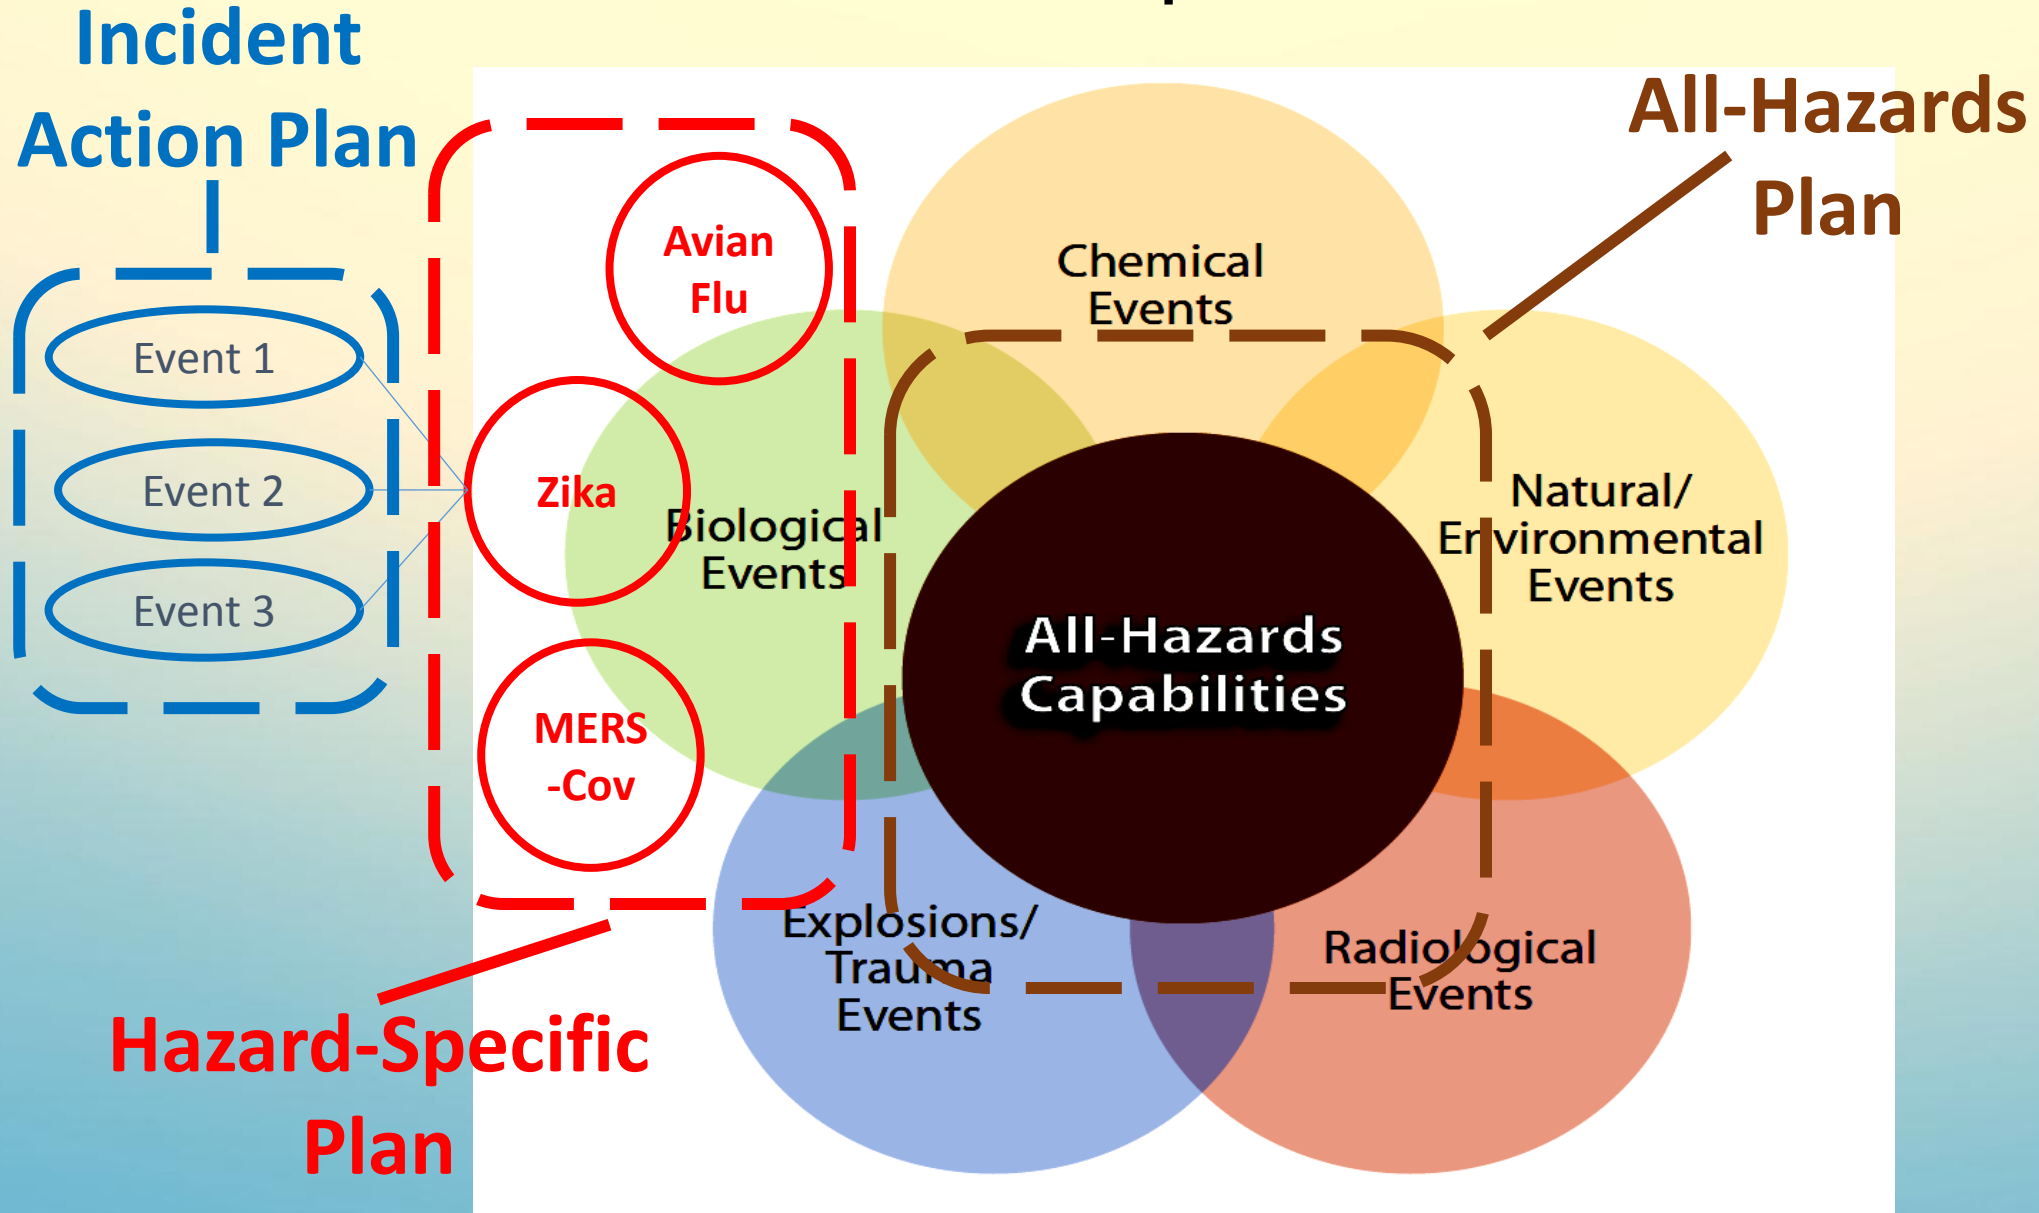 Incident
Action Plan
All-Hazards
Plan
Event 1
Event 2
Event 3
Avian
Flu
Zika
MERS
-Cov
Chemical
Events
Biological
Events
Natural/
Environmental
Events
All-Hazards
Capabilities
Explosions/
Trauma
Events
Radiological
Events
Hazard-Specific
Plan